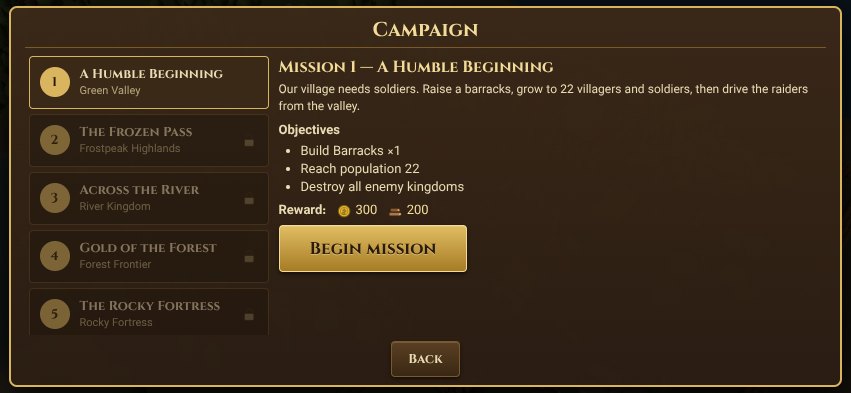 Campaign
1
A Humble Beginning
Green Valley
2
The Frozen Pass
Frostpeak Highlands
3
Across the River
River Kingdom
4
Gold of the Forest
Forest Frontier
5
The Rocky Fortress
Rocky Fortress
Mission 1 — A Humble Beginning
Our village needs soldiers. Raise a barracks, grow to 22 villagers and soldiers, then drive the raiders
from the valley.
Objectives
• Build Barracks ×1
• Reach population 22
• Destroy all enemy kingdoms
Reward: 300 200
Begin mission
Back